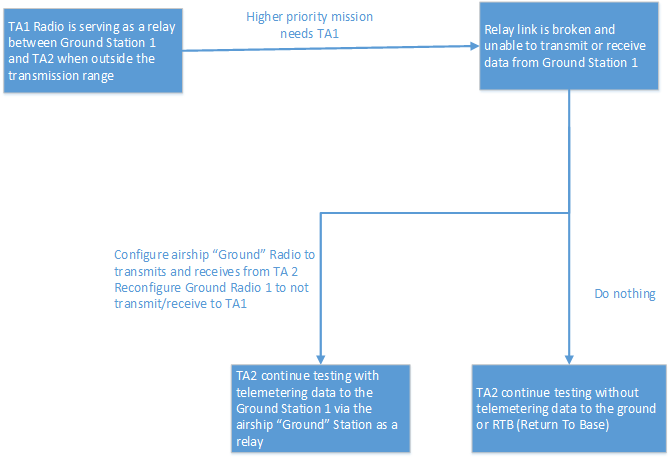 TA1 Radio is serving as a relay
between Ground Station 1
and TA2 when outside the
transmission range
Higher priority mission
needs TA1
Relay link is broken and
unable to transmit or receive
data from Ground Station 1
Configure airship “Ground” Radio to
transmits and receives from TA 2
Reconfigure Ground Radio 1 to not
transmit/receive to TA1
Do nothing
TA2 continue testing with
telemetering data to the
Ground Station 1 via the
airship “Ground” Station as a
relay
TA2 continue testing without
telemetering data to the ground
or RTB (Return To Base)